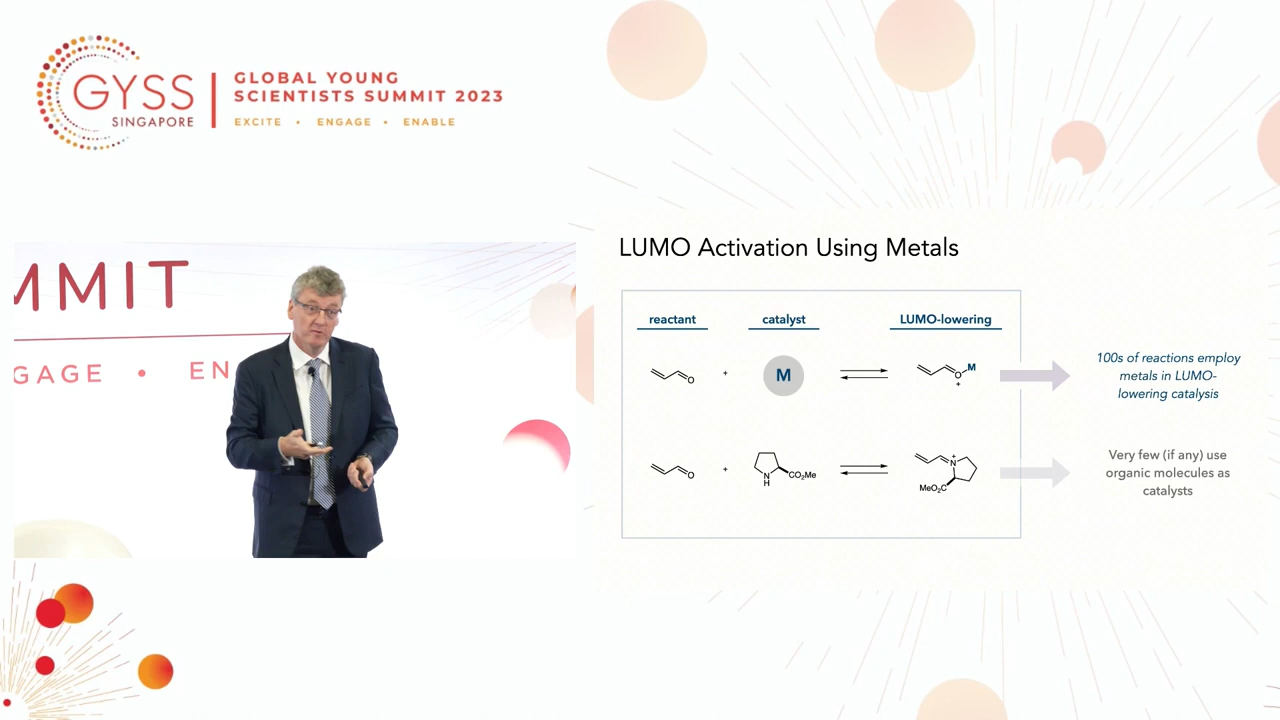 GYSS
SINGAPORE
GLOBAL YOUNG
SCIENTISTS SUMMIT 2023
EXCITE • ENGAGE • ENABLE
MMIT
GAGE • EN
LUMO Activation Using Metals
reactant
catalyst
LUMO-lowering
O
+
M
O
M
+
100s of reactions employ
metals in LUMO-
lowering catalysis
O
+
N
H
CO2Me
+
N
MeO2C
Very few (if any) use
organic molecules as
catalysts